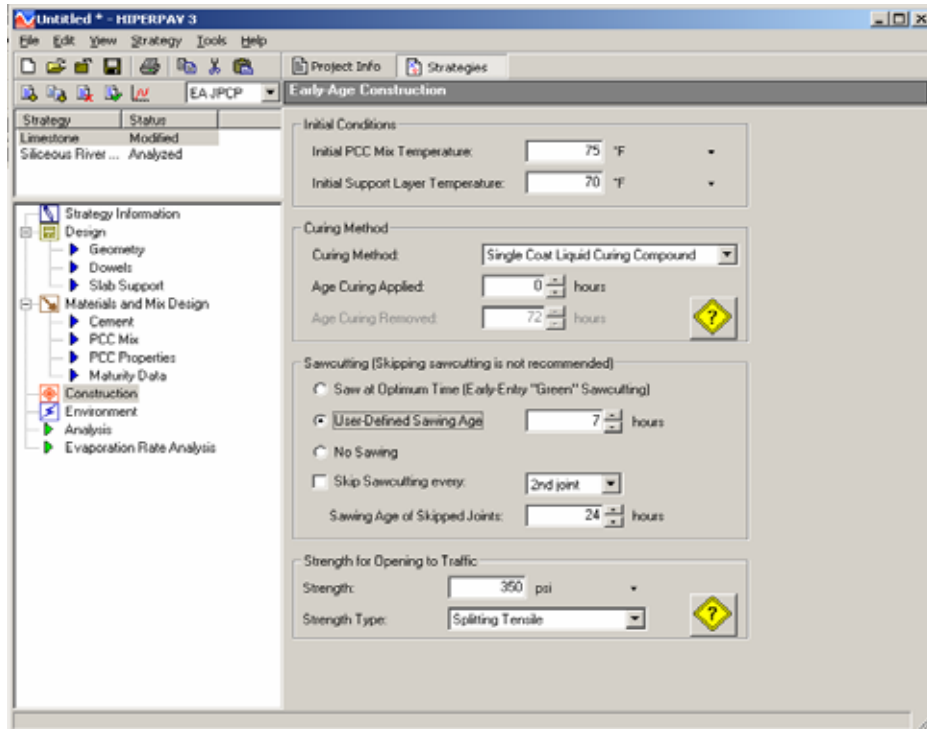 Untitled * - HIPERPAV 3
File Edit View Strategy Tools Help
Project Info Strategies
EA JPCP
Early-Age Construction
Strategy Status
Limestone Modified
Siliceous River ... Analyzed
Strategy Information
Design
Geometry
Dowels
Slab Support
Materials and Mix Design
Cement
PCC Mix
PCC Properties
Maturity Data
Construction
Environment
Analysis
Evaporation Rate Analysis
Initial Conditions
Initial PCC Mix Temperature: 75 °F
Initial Support Layer Temperature: 70 °F
Curing Method
Curing Method: Single Coat Liquid Curing Compound
Age Curing Applied: 0 hours
Age Curing Removed: 72 hours
?
Sawcutting (Skipping sawcutting is not recommended)
Saw at Optimum Time (Early-Entry "Green" Sawcutting)
User-Defined Sawing Age 7 hours
No Sawing
Skip Sawcutting every: 2nd joint
Sawing Age of Skipped Joints: 24 hours
Strength for Opening to Traffic
Strength: 350 psi
Strength Type: Splitting Tensile
?